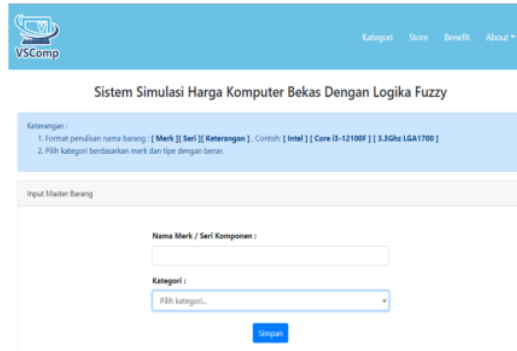 VSComp
Kategori Store Benefit About
Sistem Simulasi Harga Komputer Bekas Dengan Logika Fuzzy
Keterangan :
1. Format penulisan nama barang : [ Merk ][ Seri ][ Keterangan ] . Contoh: [ Intel ] [ Core i3-12100F ] [ 3.3Ghz LGA1700 ]
2. Pilih kategori berdasarkan merk dan tipe dengan benar.
Input Master Barang
Nama Merk / Seri Komponen :
Kategori :
Pilih kategori...
Simpan